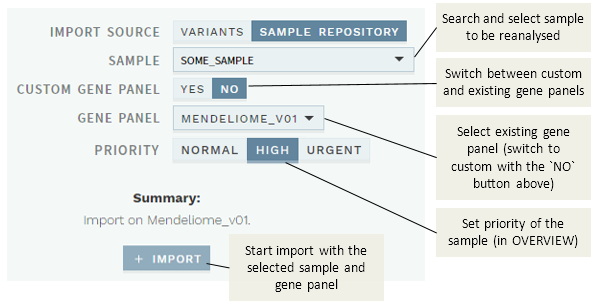 IMPORT SOURCE VARIANTS SAMPLE REPOSITORY
SAMPLE SOME_SAMPLE
CUSTOM GENE PANEL YES NO
GENE PANEL MENDELIOME_V01
PRIORITY NORMAL HIGH URGENT
Summary:
Import on Mendeliome_v01.
+ IMPORT
Search and select sample
to be reanalysed
Switch between custom
and existing gene panels
Select existing gene
panel (switch to
custom with the `NO`
button above)
Set priority of the
sample (in OVERVIEW)
Start import with the
selected sample and
gene panel